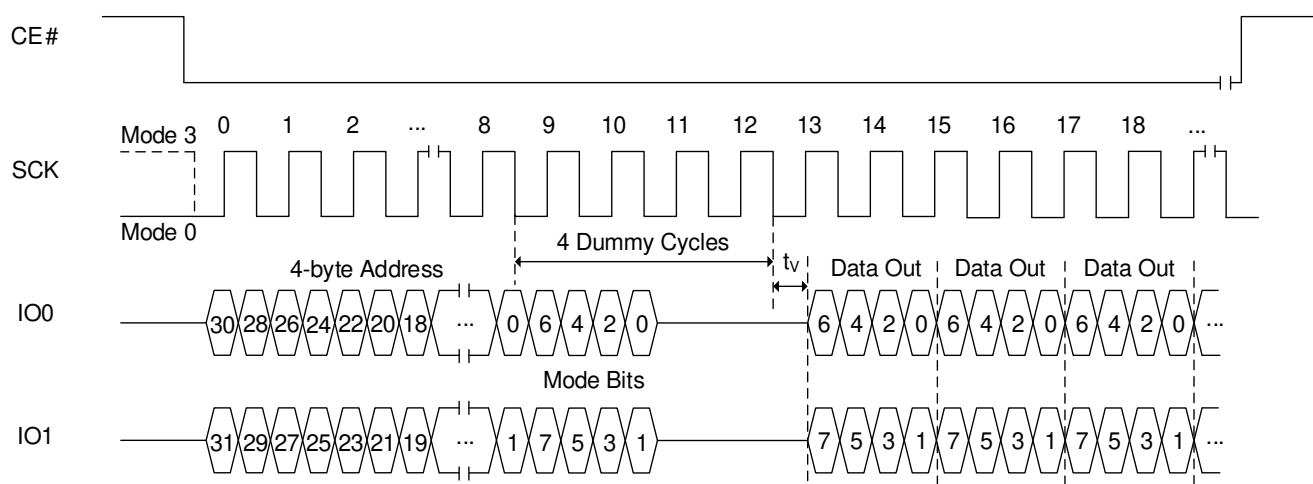 CE#
Mode 3 0 1 2 ... 8 9 10 11 12 13 14 15 16 17 18 ...
SCK
Mode 0
4 Dummy Cycles
4-byte Address tV Data Out Data Out Data Out
IO0 30 28 26 24 22 20 18 ... 0 6 4 2 0 6 4 2 0 6 4 2 0 6 4 2 0 ...
Mode Bits
IO1 31 29 27 25 23 21 19 ... 1 7 5 3 1 7 5 3 1 7 5 3 1 7 5 3 1 ...